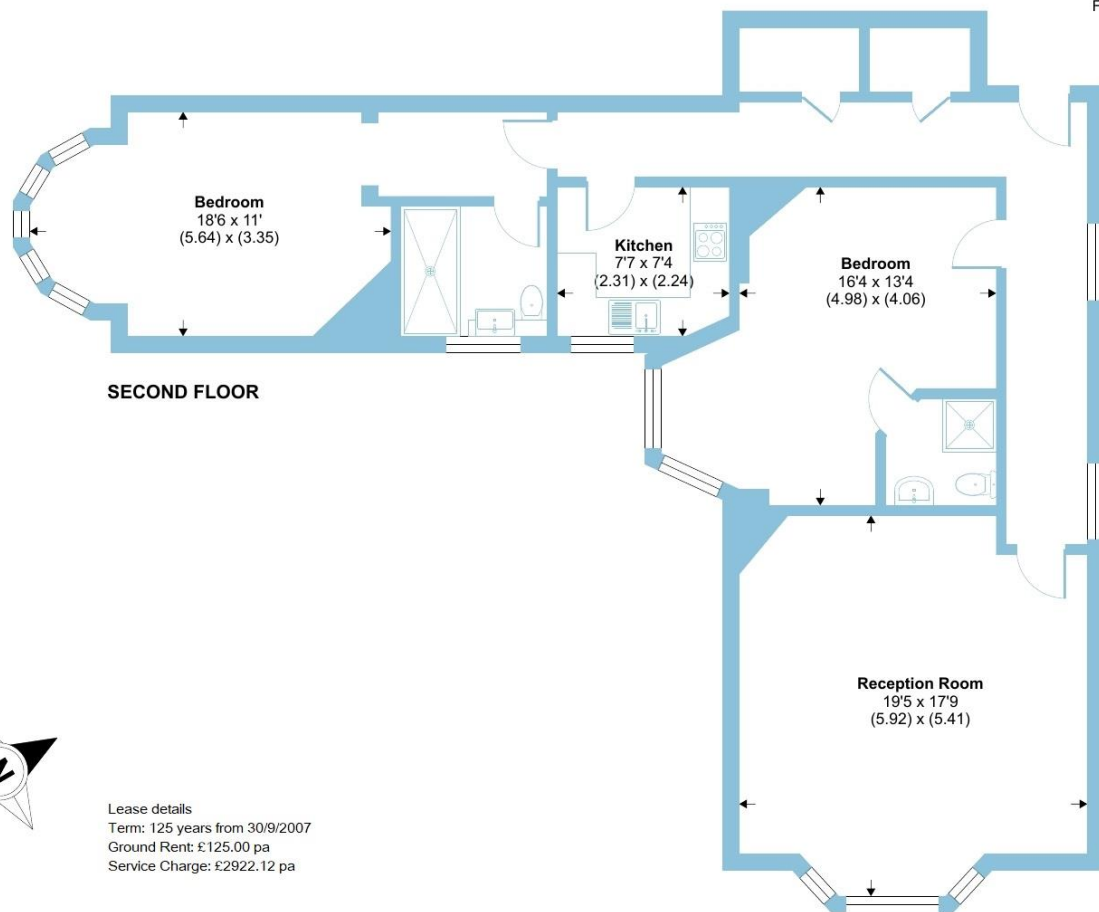 Bedroom
18'6 x 11'
(5.64) x (3.35)
Kitchen
7'7 x 7'4
(2.31) x (2.24)
Bedroom
16'4 x 13'4
(4.98) x (4.06)
SECOND FLOOR
Reception Room
19'5 x 17'9
(5.92) x (5.41)
N
Lease details
Term: 125 years from 30/9/2007
Ground Rent: £125.00 pa
Service Charge: £2922.12 pa